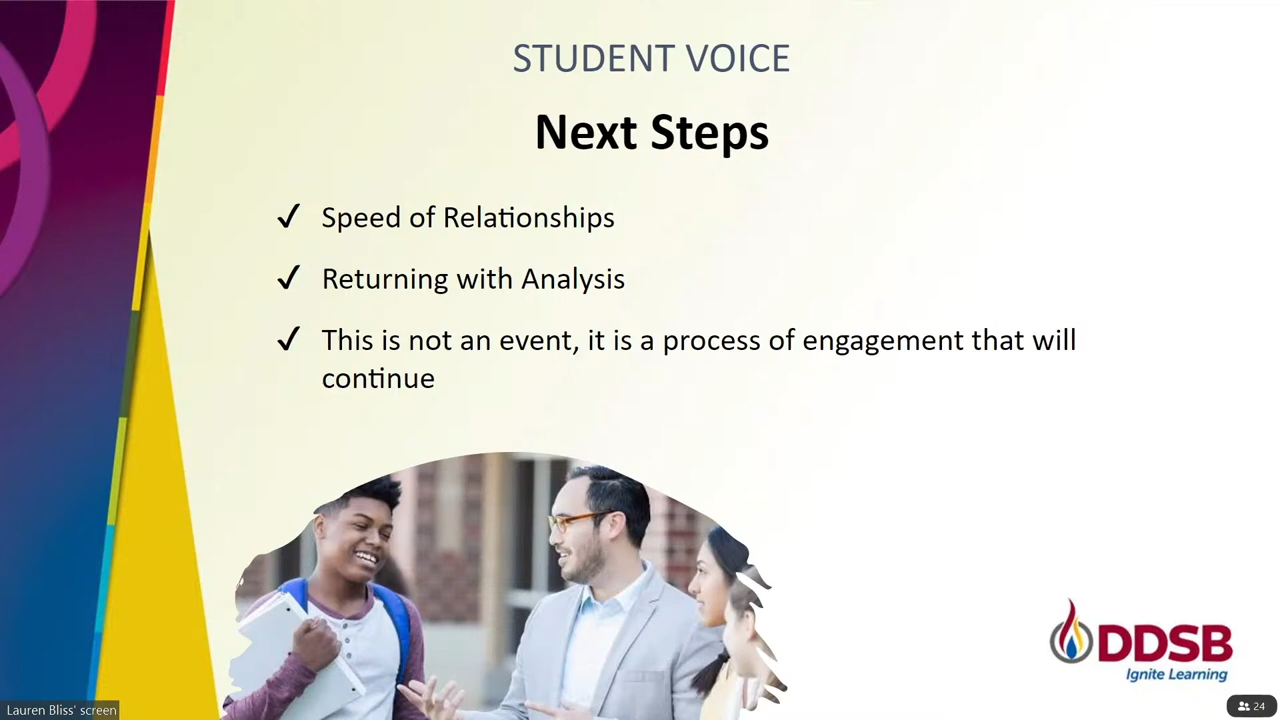 STUDENT VOICE
Next Steps
✓ Speed of Relationships
✓ Returning with Analysis
✓ This is not an event, it is a process of engagement that will
continue
DDSB
Ignite Learning
Lauren Bliss' screen
24